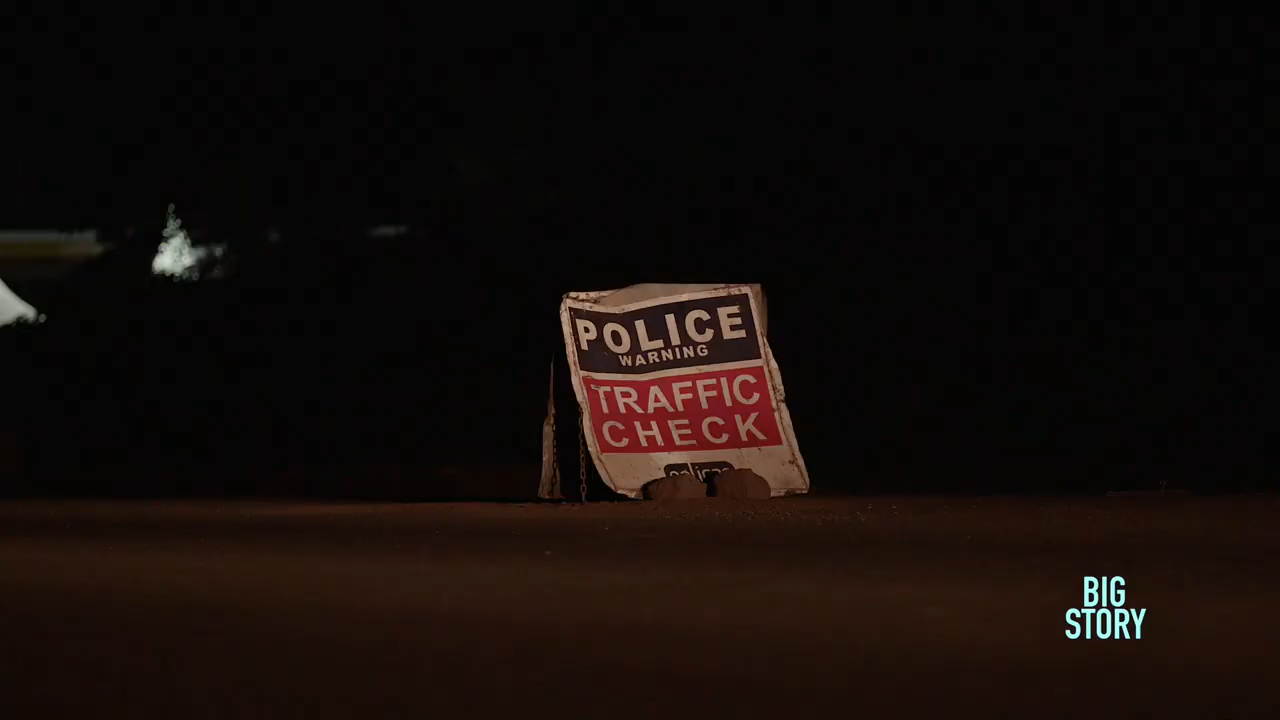 POLICE
WARNING
TRAFFIC
CHECK
BIG
STORY